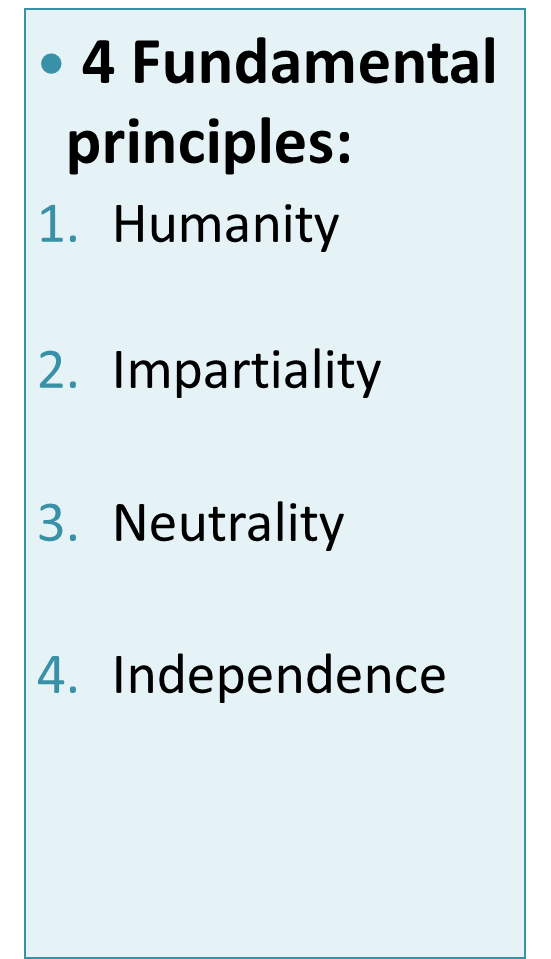 • 4 Fundamental
principles:
1. Humanity
2. Impartiality
3. Neutrality
4. Independence